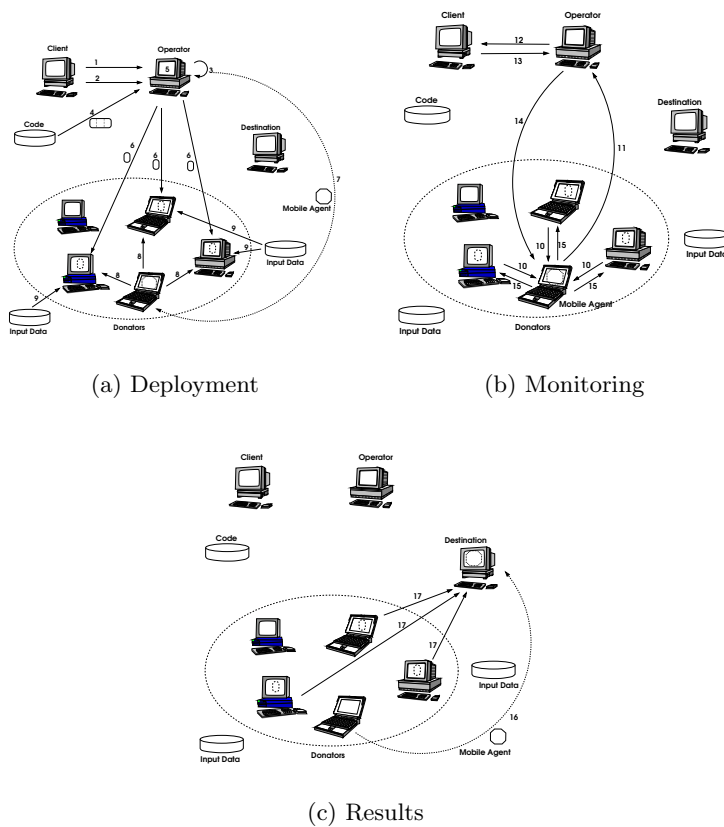 Client
Operator
1
2
5
3
4
Code
6
6
6
Destination
7
Mobile Agent
9
9
Input Data
8
8
8
9
Input Data
Donators
(a) Deployment
Client
Operator
12
13
Code
Destination
14
11
10
15
10
15
10
15
Mobile Agent
Input Data
Input Data
Donators
(b) Monitoring
Client
Operator
Code
Destination
17
17
17
Input Data
16
Input Data
Donators
Mobile Agent
(c) Results